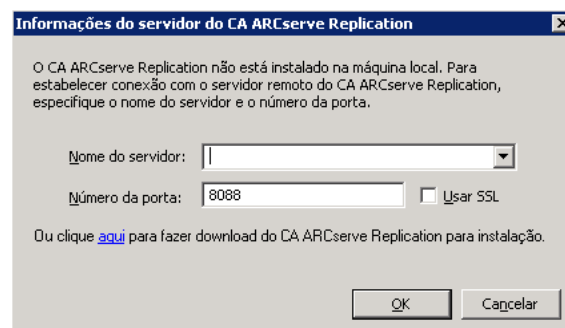 Informações do servidor do CA ARCserve Replication
O CA ARCserve Replication não está instalado na máquina local. Para
estabelecer conexão com o servidor remoto do CA ARCserve Replication,
especifique o nome do servidor e o número da porta.
Nome do servidor:
Número da porta: 8088 Usar SSL
Ou clique aqui para fazer download do CA ARCserve Replication para instalação.
OK Cancelar